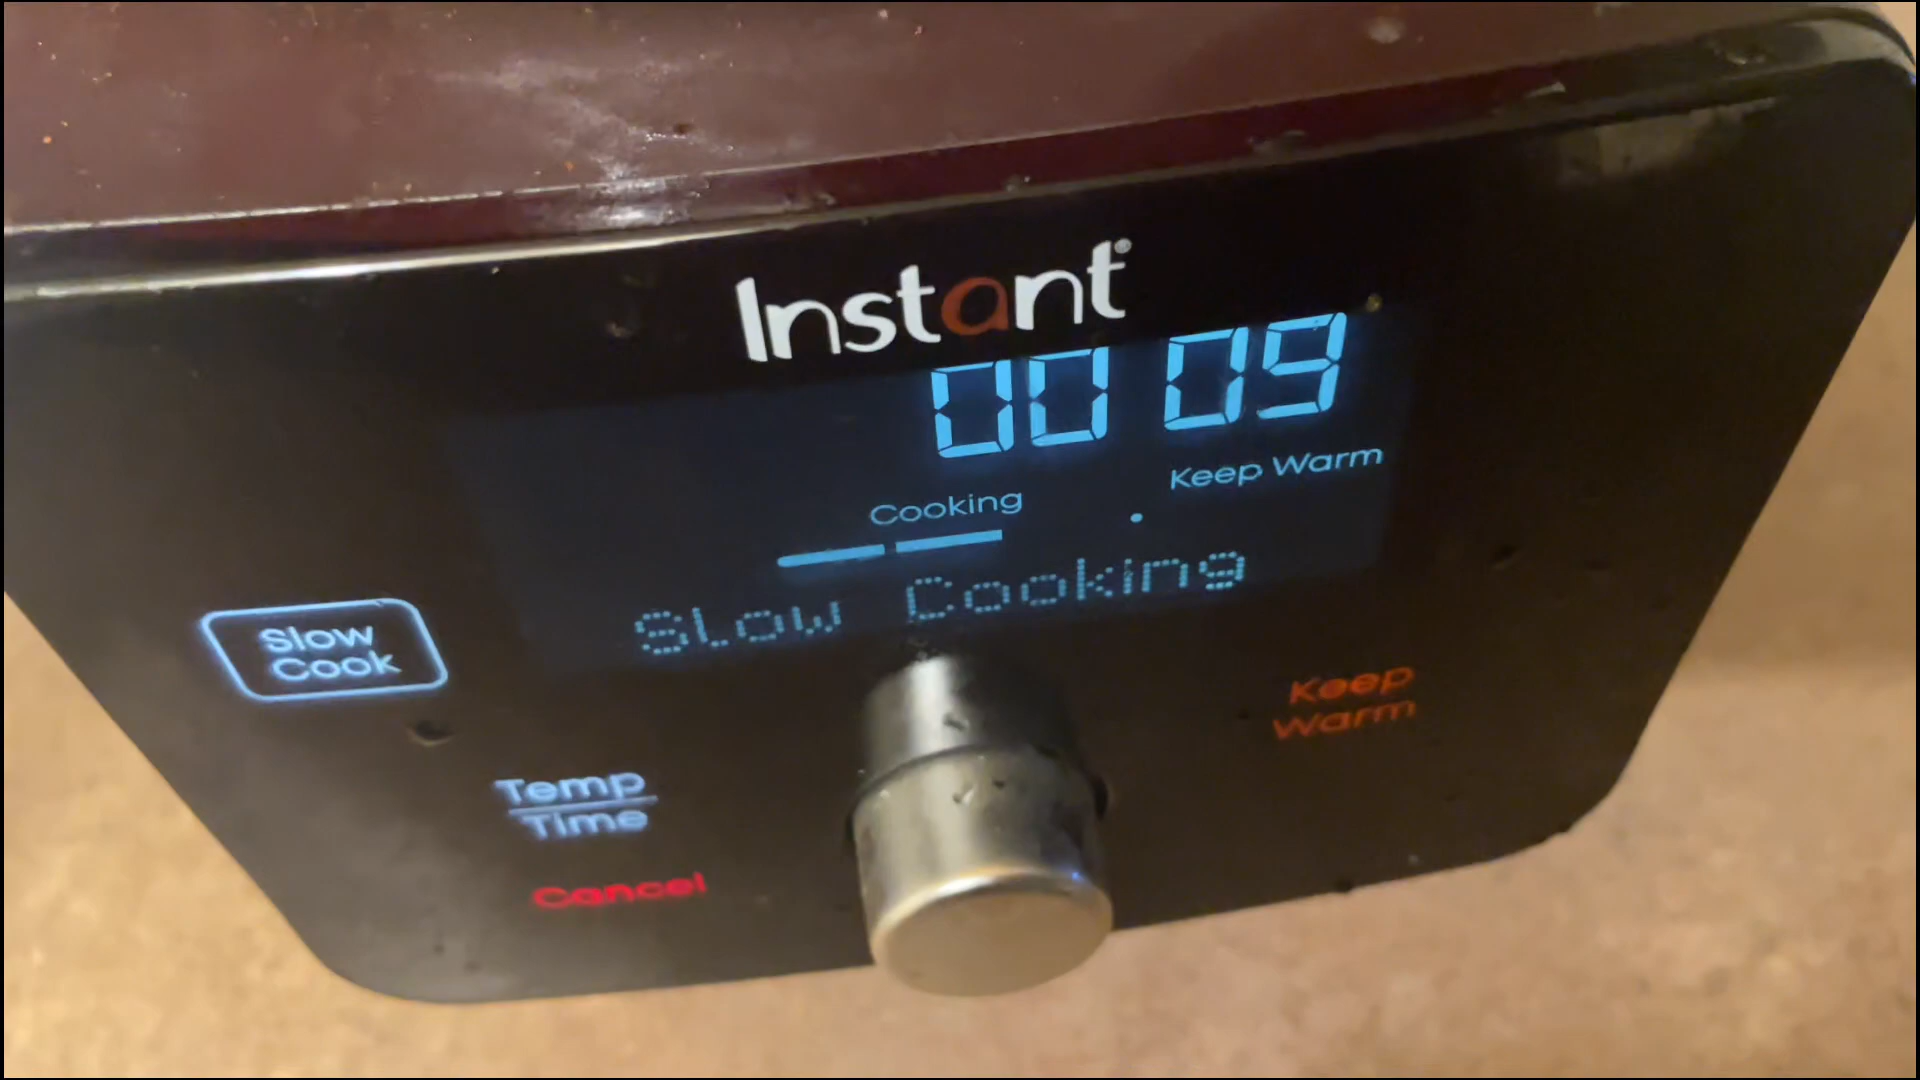 Instant®
00 09
Keep Warm
Cooking
Slow Cooking
Slow
Cook
Keep
Warm
Temp
Time
Cancel